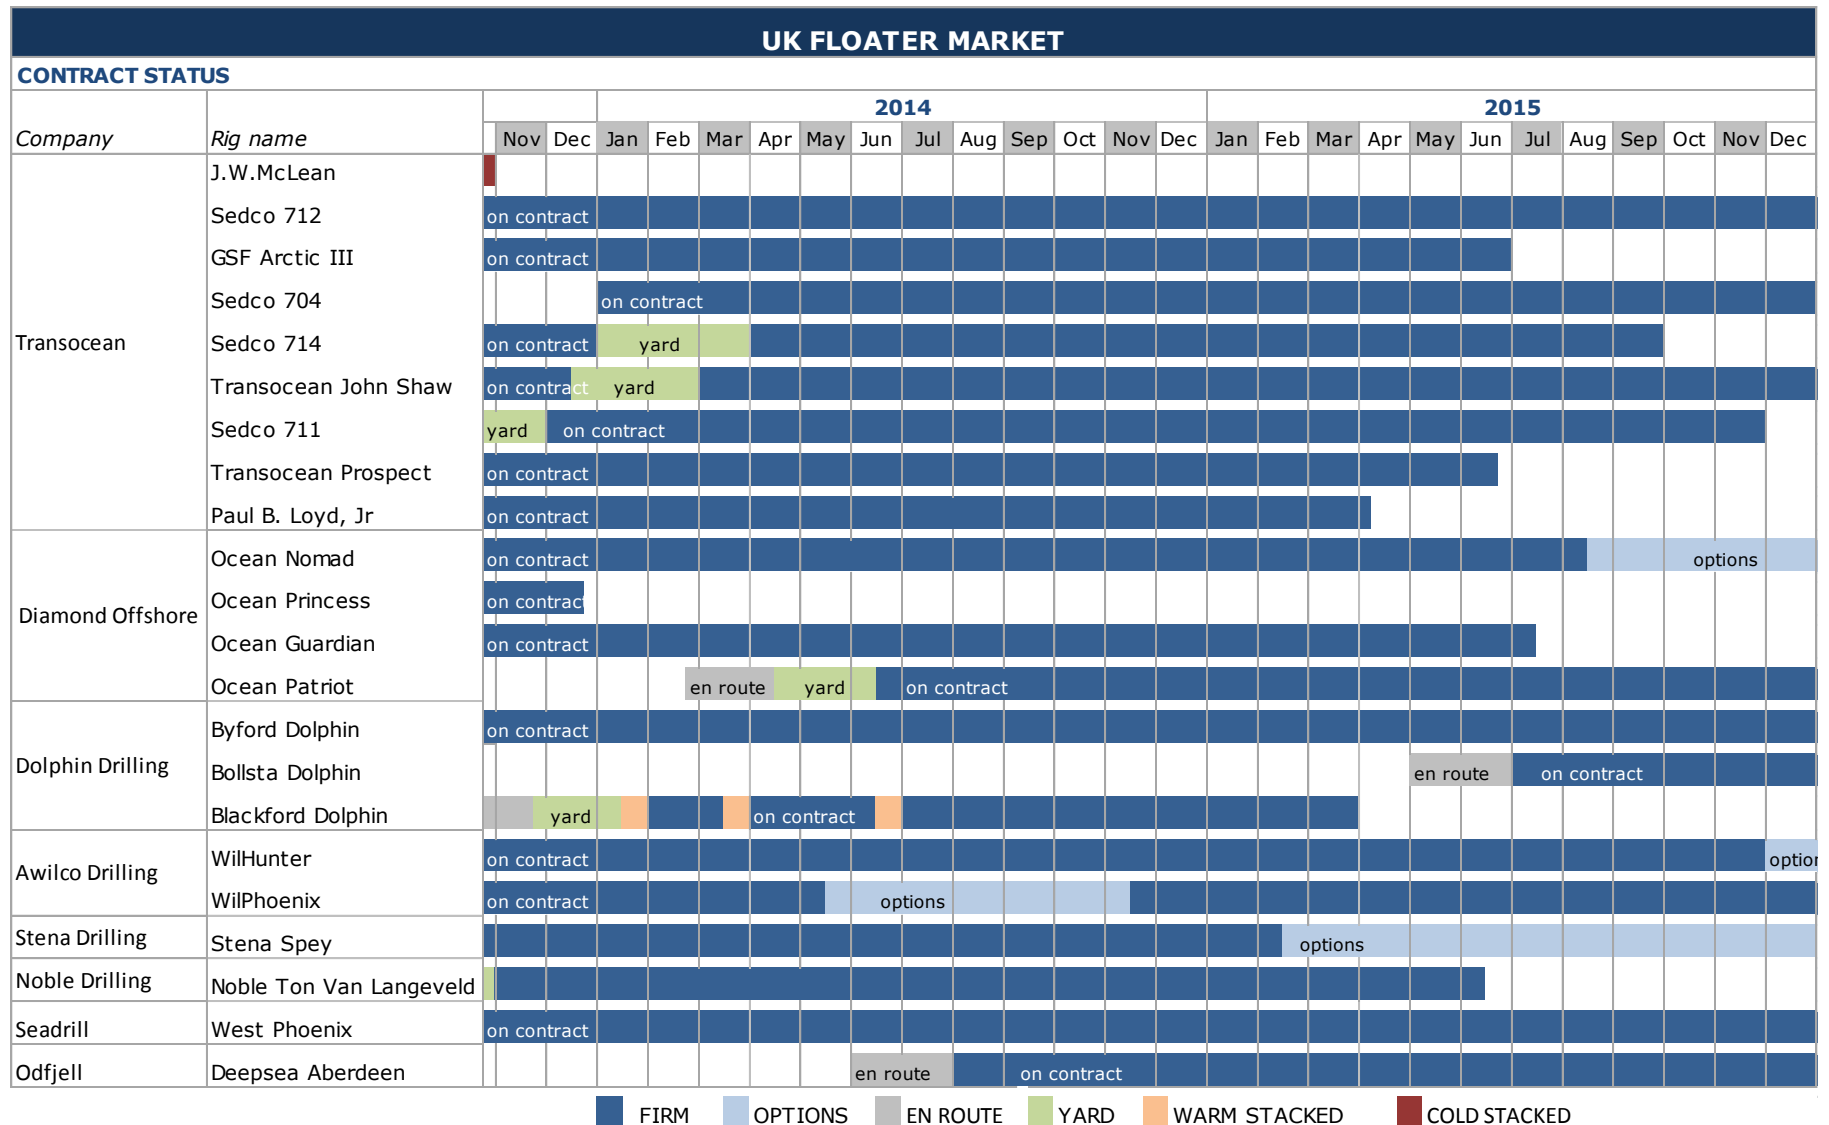 UK FLOATER MARKET
CONTRACT STATUS
2014 2015
Company Rig name Nov Dec Jan Feb Mar Apr May Jun Jul Aug Sep Oct Nov Dec Jan Feb Mar Apr May Jun Jul Aug Sep Oct Nov Dec
J.W.McLean
Sedco 712 on contract
GSF Arctic III on contract
Sedco 704 on contract
Transocean Sedco 714 on contract yard
Transocean John Shaw on contract yard
Sedco 711 yard on contract
Transocean Prospect on contract
Paul B. Loyd, Jr on contract
Ocean Nomad on contract options
Ocean Princess on contract
Diamond Offshore
Ocean Guardian on contract
Ocean Patriot en route yard on contract
Byford Dolphin on contract
Dolphin Drilling Bollsta Dolphin en route on contract
Blackford Dolphin yard on contract
WilHunter on contract option
Awilco Drilling
WilPhoenix on contract options
Stena Drilling Stena Spey options
Noble Drilling Noble Ton Van Langeveld
Seadrill West Phoenix on contract
Odfjell Deepsea Aberdeen en route on contract
FIRM OPTIONS EN ROUTE YARD WARM STACKED COLD STACKED